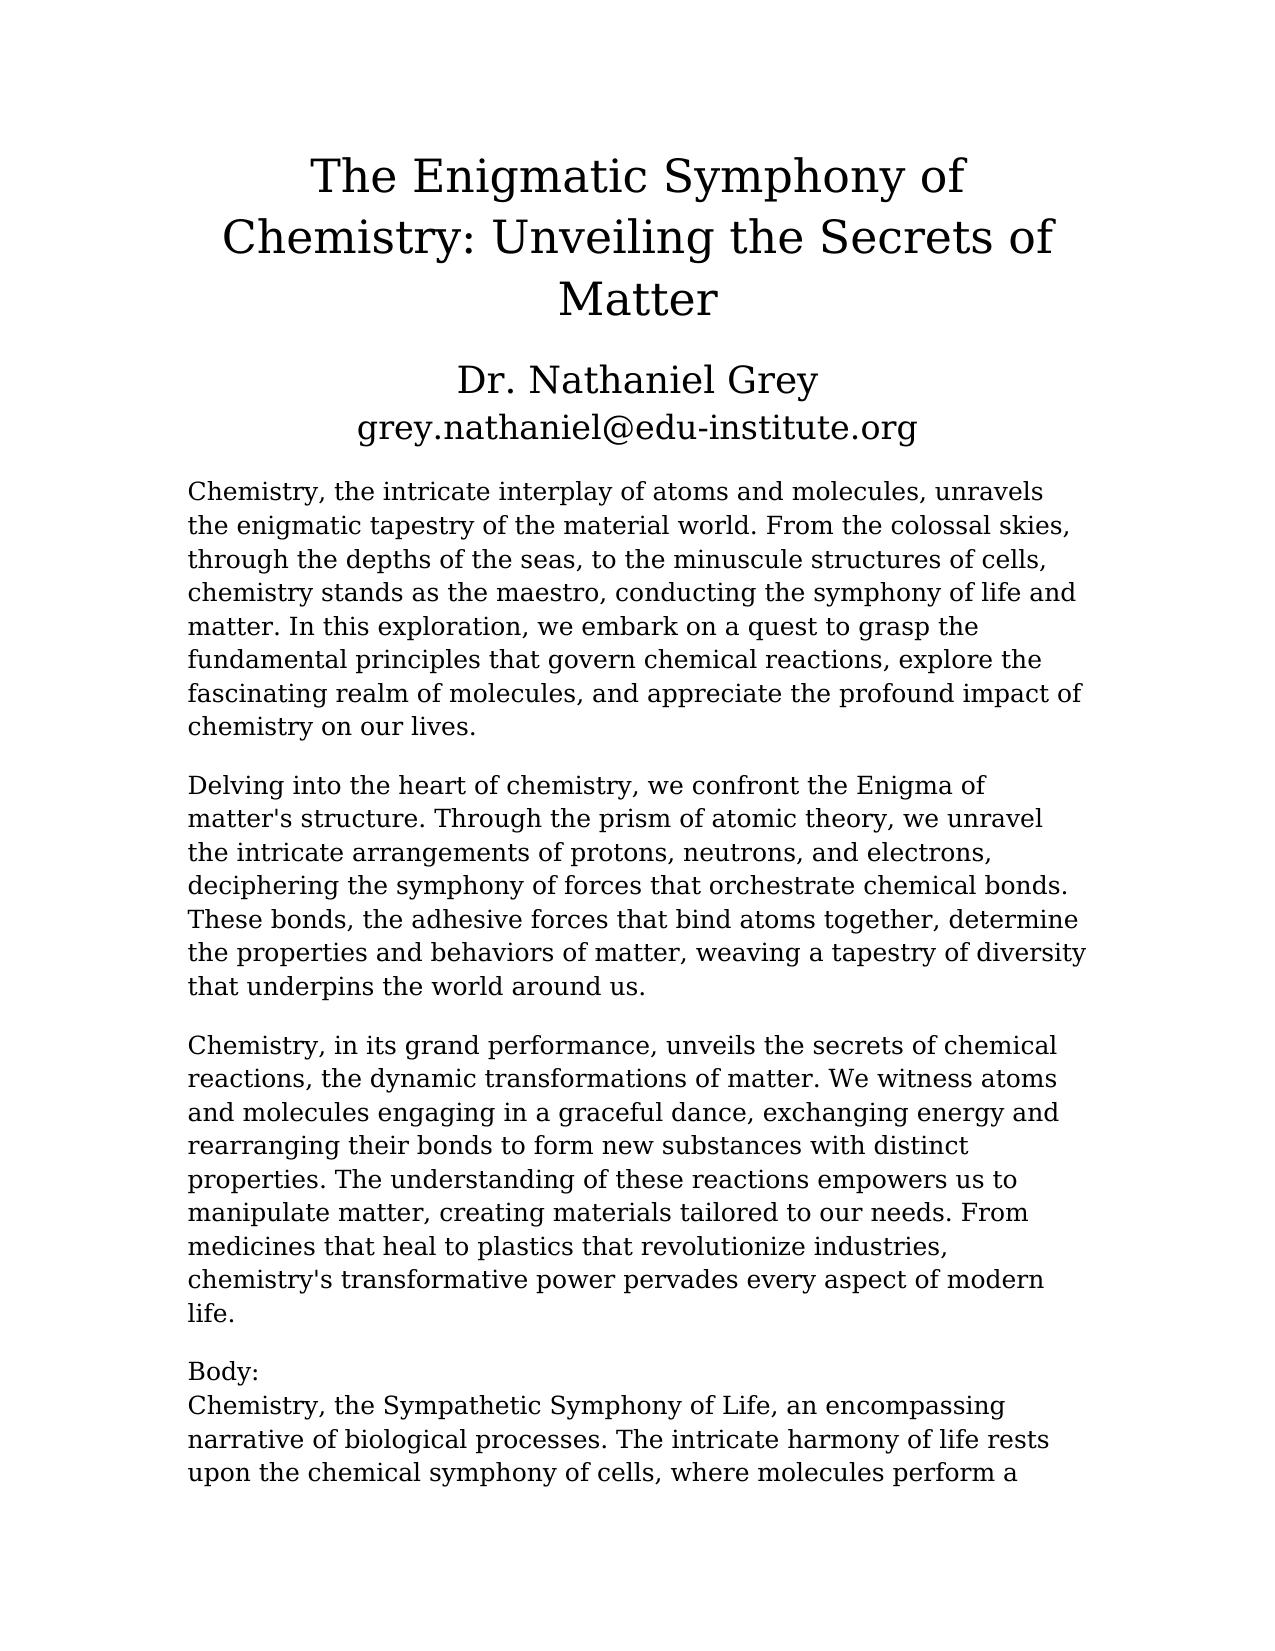 The Enigmatic Symphony of
Chemistry: Unveiling the Secrets of
Matter
Dr. Nathaniel Grey
grey.nathaniel@edu-institute.org
Chemistry, the intricate interplay of atoms and molecules, unravels
the enigmatic tapestry of the material world. From the colossal skies,
through the depths of the seas, to the minuscule structures of cells,
chemistry stands as the maestro, conducting the symphony of life and
matter. In this exploration, we embark on a quest to grasp the
fundamental principles that govern chemical reactions, explore the
fascinating realm of molecules, and appreciate the profound impact of
chemistry on our lives.
Delving into the heart of chemistry, we confront the Enigma of
matter's structure. Through the prism of atomic theory, we unravel
the intricate arrangements of protons, neutrons, and electrons,
deciphering the symphony of forces that orchestrate chemical bonds.
These bonds, the adhesive forces that bind atoms together, determine
the properties and behaviors of matter, weaving a tapestry of diversity
that underpins the world around us.
Chemistry, in its grand performance, unveils the secrets of chemical
reactions, the dynamic transformations of matter. We witness atoms
and molecules engaging in a graceful dance, exchanging energy and
rearranging their bonds to form new substances with distinct
properties. The understanding of these reactions empowers us to
manipulate matter, creating materials tailored to our needs. From
medicines that heal to plastics that revolutionize industries,
chemistry's transformative power pervades every aspect of modern
life.
Body:
Chemistry, the Sympathetic Symphony of Life, an encompassing
narrative of biological processes. The intricate harmony of life rests
upon the chemical symphony of cells, where molecules perform a